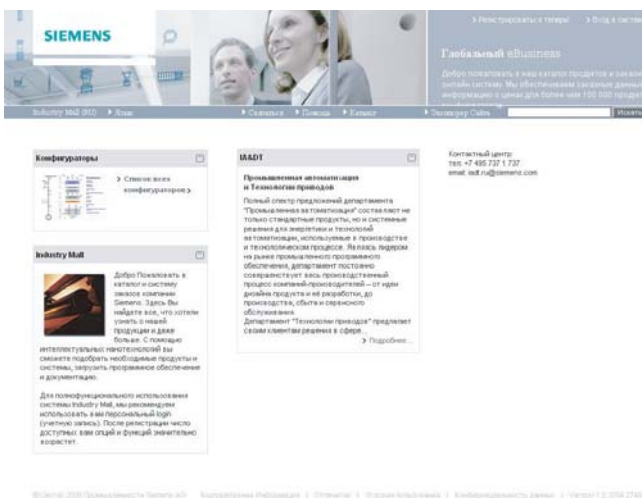 SIEMENS
Регистрироваться теперь! Вход в систему
Глобальный eBusiness
Добро пожаловать в наш каталог продуктов и
онлайн систему. Мы обеспечиваем заказные
информацию о ценах для более чем 100 000
Industry Mall (RU) Язык Связаться Помощь Каталог Сайта Искать
Конфигураторы
Список всех
конфигураторов
Industry Mall
Добро Пожаловать в
каталог и систему
заказов компании
Siemens. Здесь Вы
найдете все, что хотели
узнать о нашей
продукции и даже
больше. С помощью
интеллектуальных нанотехнологий вы
сможете подобрать необходимые продукты и
системы, загрузить программное обеспечение
и документацию.
Для полнофункционального использования
системы Industry Mall, мы рекомендуем
использовать вам персональный login
(учетную запись). После регистрации число
доступных вам опций и функций значительно
возрастет.
IA&DT
Промышленная автоматизация
и Технологии приводов
Полный спектр предложений департамента
"Промышленная автоматизация" составляют не
только стандартные продукты, но и системные
решения для энергетики и технологий
автоматизации, используемые в производстве
и технологическом процессе. Являясь лидером
на рынке промышленного программного
обеспечения, департамент постоянно
совершенствует весь производственный
процесс компаний-производителей – от идеи
дизайна продукта и её разработки, до
производства, сбыта и сервисного
обслуживания.
Департамент "Технологии приводов" предлагает
своим клиентам решения в сфере...
Подробнее...
Контактный центр:
тел: +7 495 737 1 737
email: iadt.ru@siemens.com
Корпоративная Информация | | Условия пользования | Конфиденциальность данных |